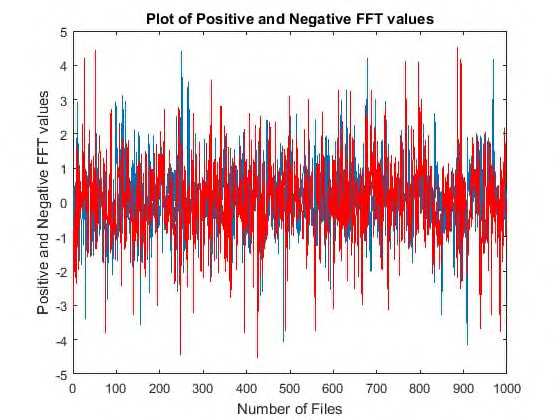 Plot of Positive and Negative FFT values
5
4
3
2
1
0
-1
-2
-3
-4
-5
Positive and Negative FFT values
0 100 200 300 400 500 600 700 800 900 1000
Number of Files